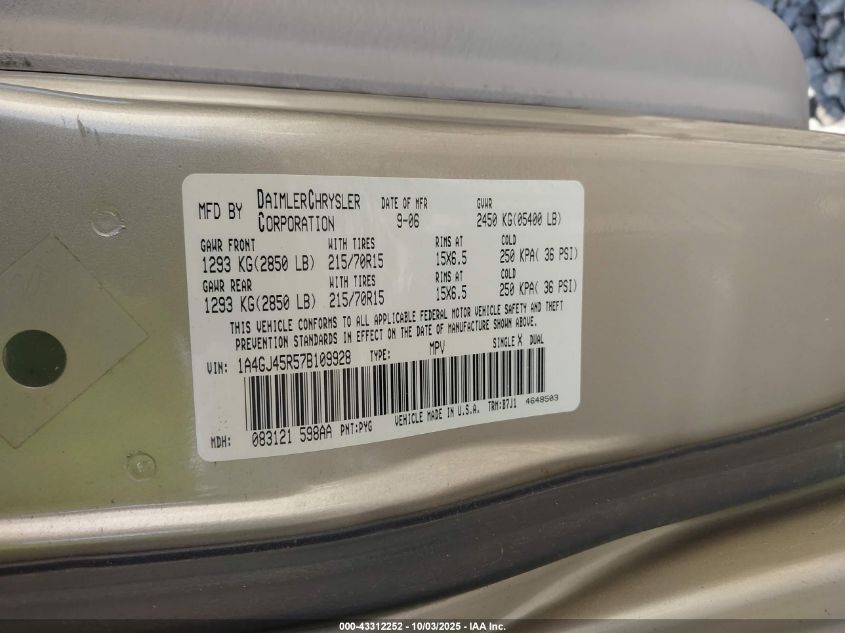 MFD BY DAIMLERCHRYSLER CORPORATION DATE OF MFR 9-06 GVWR 2450 KG(05400 LB)
GAWR FRONT WITH TIRES RIMS AT COLD
1293 KG(2850 LB) 215/70R15 15X6.5 250 KPA( 36 PSI)
GAWR REAR WITH TIRES RIMS AT COLD
1293 KG(2850 LB) 215/70R15 15X6.5 250 KPA( 36 PSI)
THIS VEHICLE CONFORMS TO ALL APPLICABLE FEDERAL MOTOR VEHICLE SAFETY AND THEFT
PREVENTION STANDARDS IN EFFECT ON THE DATE OF MANUFACTURE SHOWN ABOVE.
VIN: 1A4GJ45R57B109928 TYPE: MPV SINGLE X DUAL
MDH: 083121 598AA PNT:PYG VEHICLE MADE IN U.S.A. TRM:B7J1 4648503
000-43312252 - 10/03/2025 - IAA Inc.